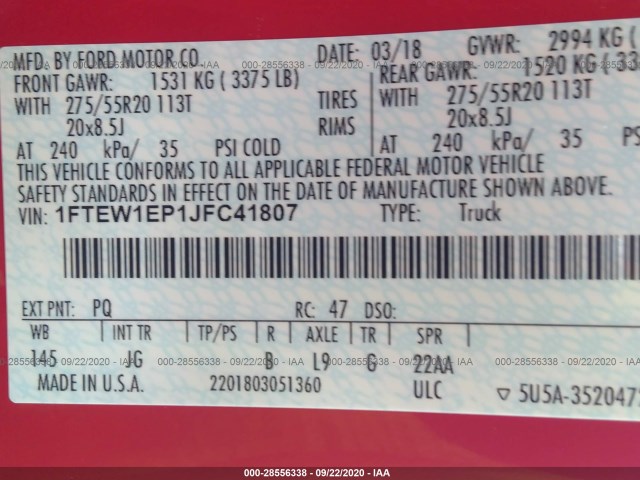 MFD. BY FORD MOTOR CO. DATE: 03/18 GVWR: 2994 KG (
FRONT GAWR: 1531 KG ( 3375 LB) REAR GAWR: 1520 KG (
WITH 275/55R20 113T TIRES WITH 275/55R20 113T
20x8.5J RIMS 20x8.5J
AT 240 kPa/ 35 PSI COLD AT 240 kPa/ 35 PS
THIS VEHICLE CONFORMS TO ALL APPLICABLE FEDERAL MOTOR VEHICLE
SAFETY STANDARDS IN EFFECT ON THE DATE OF MANUFACTURE SHOWN ABOVE.
VIN: 1FTEW1EP1JFC41807 TYPE: Truck
EXT PNT: PQ RC: 47 DSO:
WB INT TR TP/PS R AXLE TR SPR
145 JG B L9 G 22AA
MADE IN U.S.A. 2201803051360 ULC ▽ 5U5A-352047
000-28556338 - 09/22/2020 - IAA